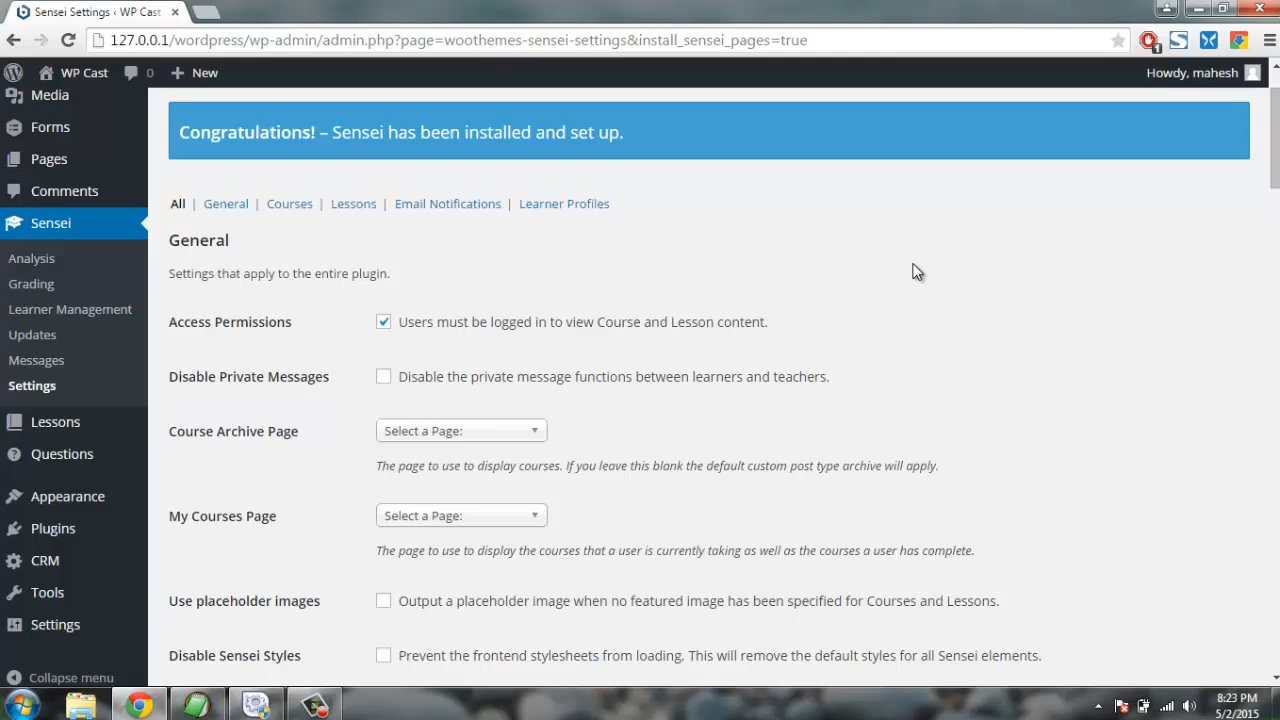 Sensei Settings ‹ WP Cast
127.0.0.1/wordpress/wp-admin/admin.php?page=woothemes-sensei-settings&install_sensei_pages=true
1
WP Cast
0
New
Howdy, mahesh
Media
Forms
Pages
Comments
Sensei
Analysis
Grading
Learner Management
Updates
Messages
Settings
Lessons
Questions
Appearance
Plugins
CRM
Tools
Settings
Collapse menu
Congratulations! – Sensei has been installed and set up.
All | General | Courses | Lessons | Email Notifications | Learner Profiles
General
Settings that apply to the entire plugin.
Access Permissions
Users must be logged in to view Course and Lesson content.
Disable Private Messages
Disable the private message functions between learners and teachers.
Course Archive Page
Select a Page:
The page to use to display courses. If you leave this blank the default custom post type archive will apply.
My Courses Page
Select a Page:
The page to use to display the courses that a user is currently taking as well as the courses a user has complete.
Use placeholder images
Output a placeholder image when no featured image has been specified for Courses and Lessons.
Disable Sensei Styles
Prevent the frontend stylesheets from loading. This will remove the default styles for all Sensei elements.
8:23 PM
5/2/2015